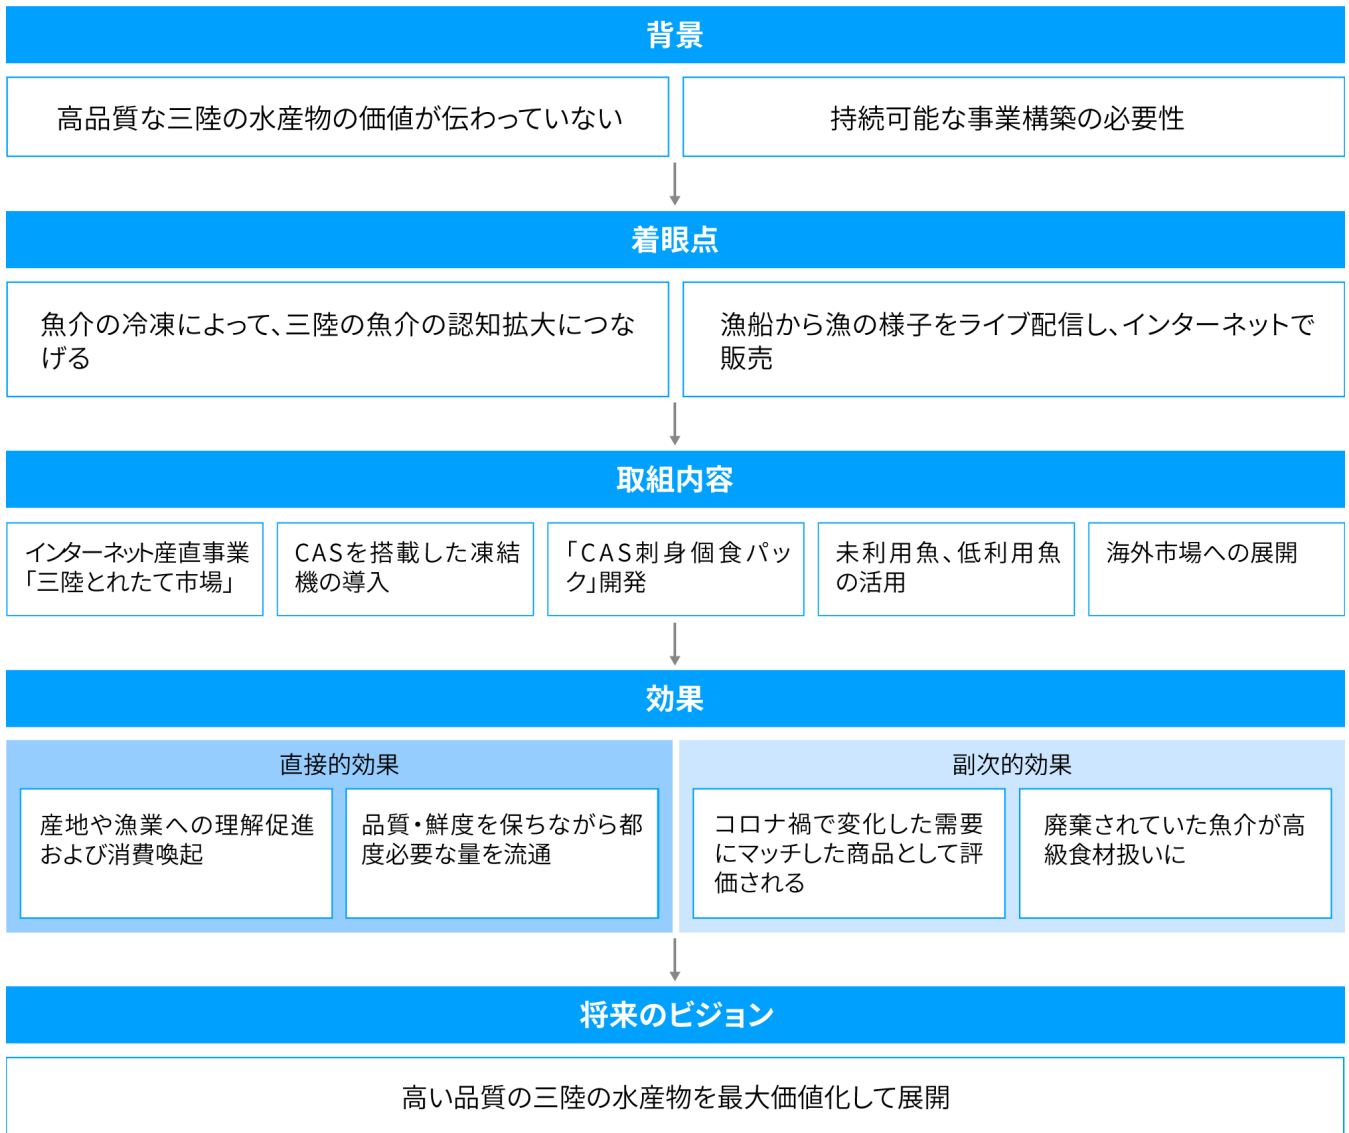 背景
高品質な三陸の水産物の価値が伝わっていない
持続可能な事業構築の必要性
着眼点
魚介の冷凍によって、三陸の魚介の認知拡大につな
げる
漁船から漁の様子をライブ配信し、インターネットで
販売
取組内容
インターネット産直事業
「三陸とれたて市場」
CASを搭載した凍結
機の導入
「CAS刺身個食パッ
ク」開発
未利用魚、低利用魚
の活用
海外市場への展開
効果
直接的効果
産地や漁業への理解促進
および消費喚起
品質・鮮度を保ちながら都
度必要な量を流通
副次的効果
コロナ禍で変化した需要
にマッチした商品として評
価される
廃棄されていた魚介が高
級食材扱いに
将来のビジョン
高い品質の三陸の水産物を最大価値化して展開